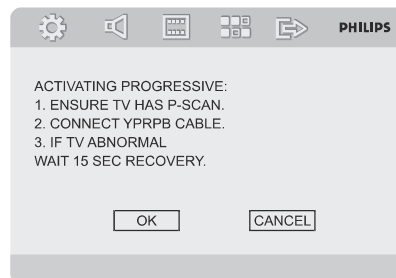 PHILIPS
ACTIVATING PROGRESSIVE:
1. ENSURE TV HAS P-SCAN.
2. CONNECT YPRPB CABLE.
3. IF TV ABNORMAL
WAIT 15 SEC RECOVERY.
OK CANCEL